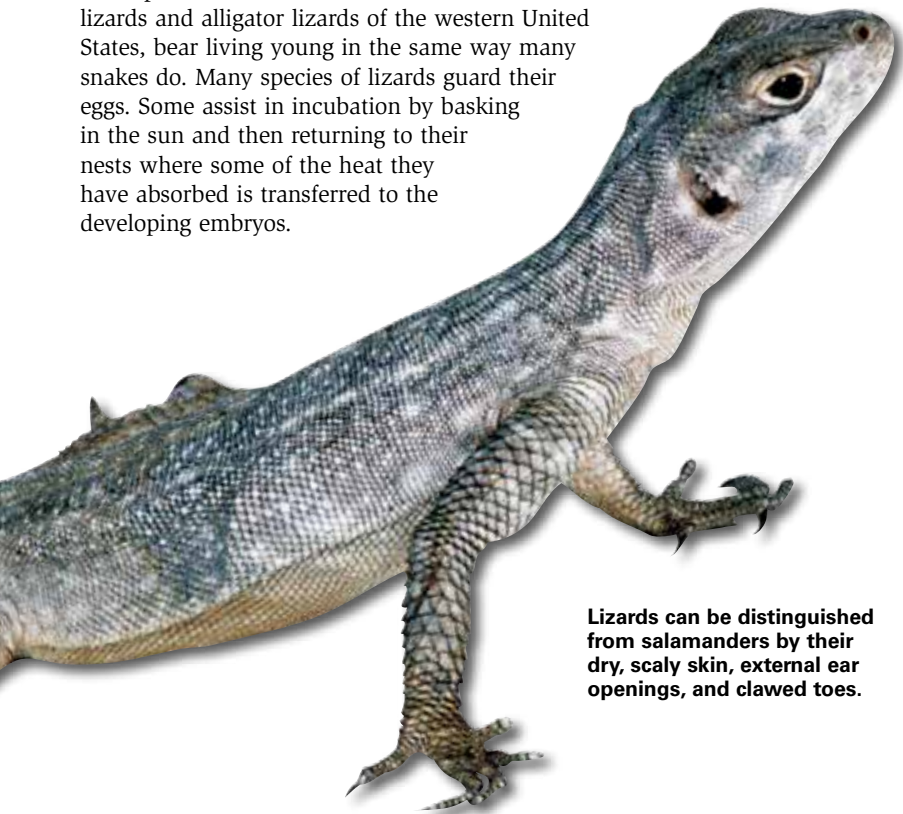 lizards and alligator lizards of the western United
States, bear living young in the same way many
snakes do. Many species of lizards guard their
eggs. Some assist in incubation by basking
in the sun and then returning to their
nests where some of the heat they
have absorbed is transferred to the
developing embryos.
Lizards can be distinguished
from salamanders by their
dry, scaly skin, external ear
openings, and clawed toes.